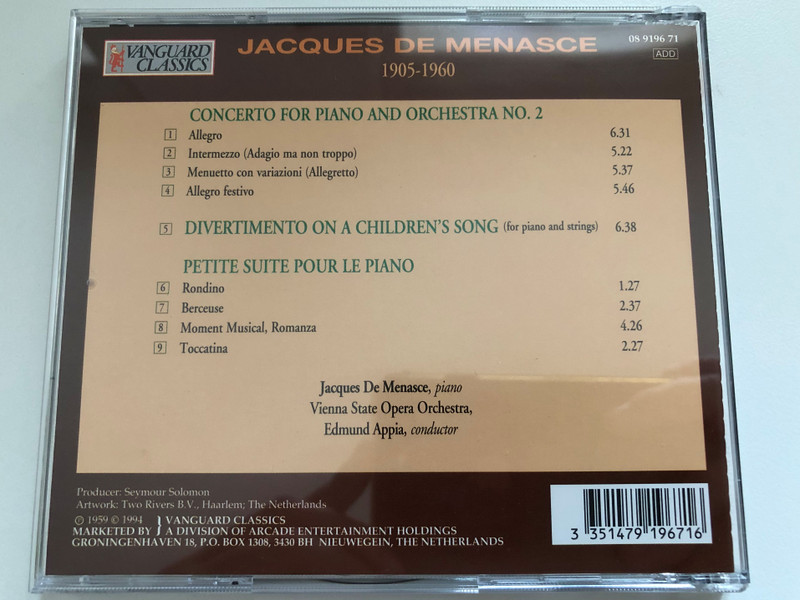 VANGUARD
CLASSICS
JACQUES DE MENASCE
1905-1960
08 9196 71
ADD
CONCERTO FOR PIANO AND ORCHESTRA NO. 2
1 Allegro 6.31
2 Intermezzo (Adagio ma non troppo) 5.22
3 Menuetto con variazioni (Allegretto) 5.37
4 Allegro festivo 5.46
5 DIVERTIMENTO ON A CHILDREN'S SONG (for piano and strings) 6.38
PETITE SUITE POUR LE PIANO
6 Rondino 1.27
7 Berceuse 2.37
8 Moment Musical, Romanza 4.26
9 Toccatina 2.27
Jacques De Menasce, piano
Vienna State Opera Orchestra,
Edmund Appia, conductor
Producer: Seymour Solomon
Artwork: Two Rivers B.V., Haarlem; The Netherlands
℗ 1959 © 1994 } VANGUARD CLASSICS
MARKETED BY } A DIVISION OF ARCADE ENTERTAINMENT HOLDINGS
GRONINGENHAVEN 18, P.O. BOX 1308, 3430 BH NIEUWEGEIN, THE NETHERLANDS
3 351479 196716